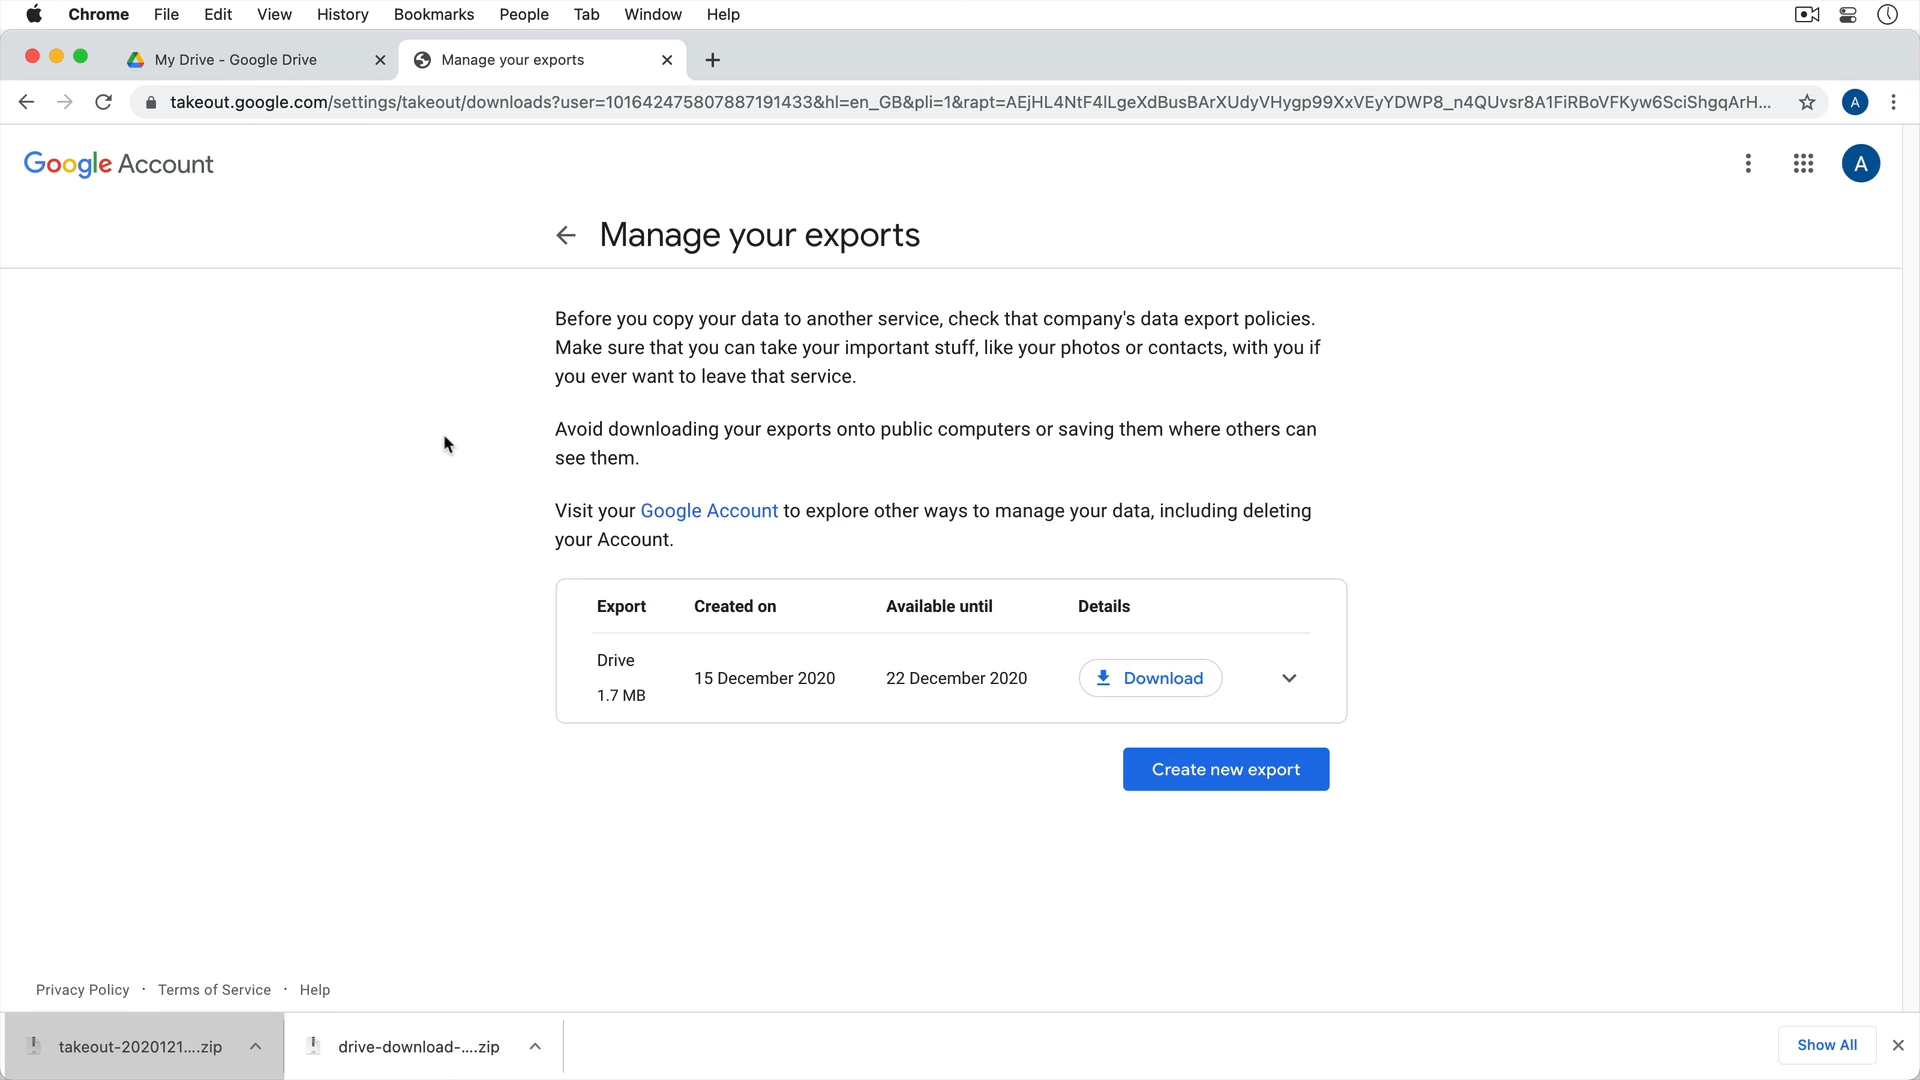 Chrome File Edit View History Bookmarks People Tab Window Help
My Drive - Google Drive
Manage your exports
takeout.google.com/settings/takeout/downloads?user=101642475807887191433&hl=en_GB&pli=1&rapt=AEjHL4NtF4lLgeXdBusBArXUdyVHygp99XxVEyYDWP8_n4QUvsr8A1FiRBoVFKyw6SciShgqArH...
A
Google Account
A
Manage your exports
Before you copy your data to another service, check that company's data export policies.
Make sure that you can take your important stuff, like your photos or contacts, with you if
you ever want to leave that service.
Avoid downloading your exports onto public computers or saving them where others can
see them.
Visit your Google Account to explore other ways to manage your data, including deleting
your Account.
Export Created on Available until Details
Drive
15 December 2020 22 December 2020 Download
1.7 MB
Create new export
Privacy Policy · Terms of Service · Help
takeout-2020121....zip drive-download-....zip Show All